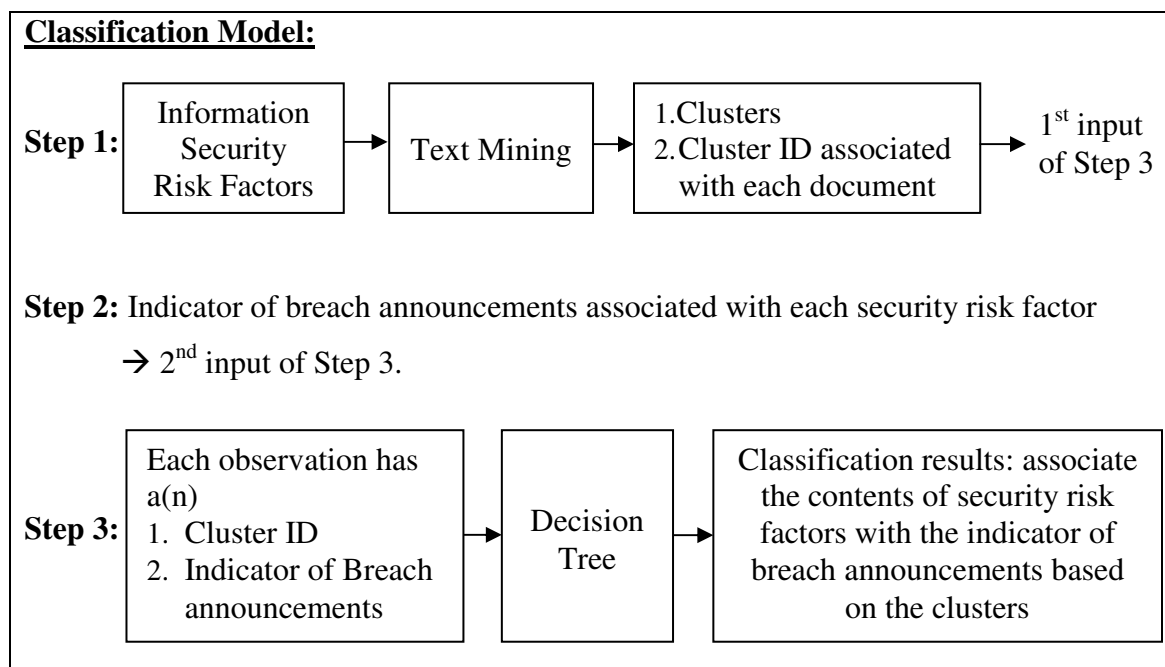 Classification Model:
Step 1:
Information
Security
Risk Factors
Text Mining
1.Clusters
2.Cluster ID associated
with each document
1st input
of Step 3
Step 2: Indicator of breach announcements associated with each security risk factor
→ 2nd input of Step 3.
Step 3:
Each observation has
a(n)
1. Cluster ID
2. Indicator of Breach
announcements
Decision
Tree
Classification results: associate
the contents of security risk
factors with the indicator of
breach announcements based
on the clusters